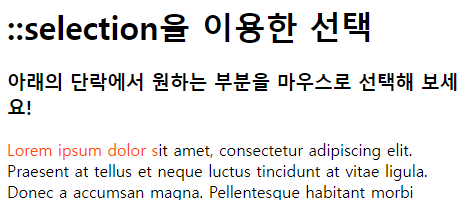 ::selection을 이용한 선택
아래의 단락에서 원하는 부분을 마우스로 선택해 보세
요!
Lorem ipsum dolor sit amet, consectetur adipiscing elit.
Praesent at tellus et neque luctus tincidunt at vitae ligula.
Donec a accumsan magna. Pellentesque habitant morbi